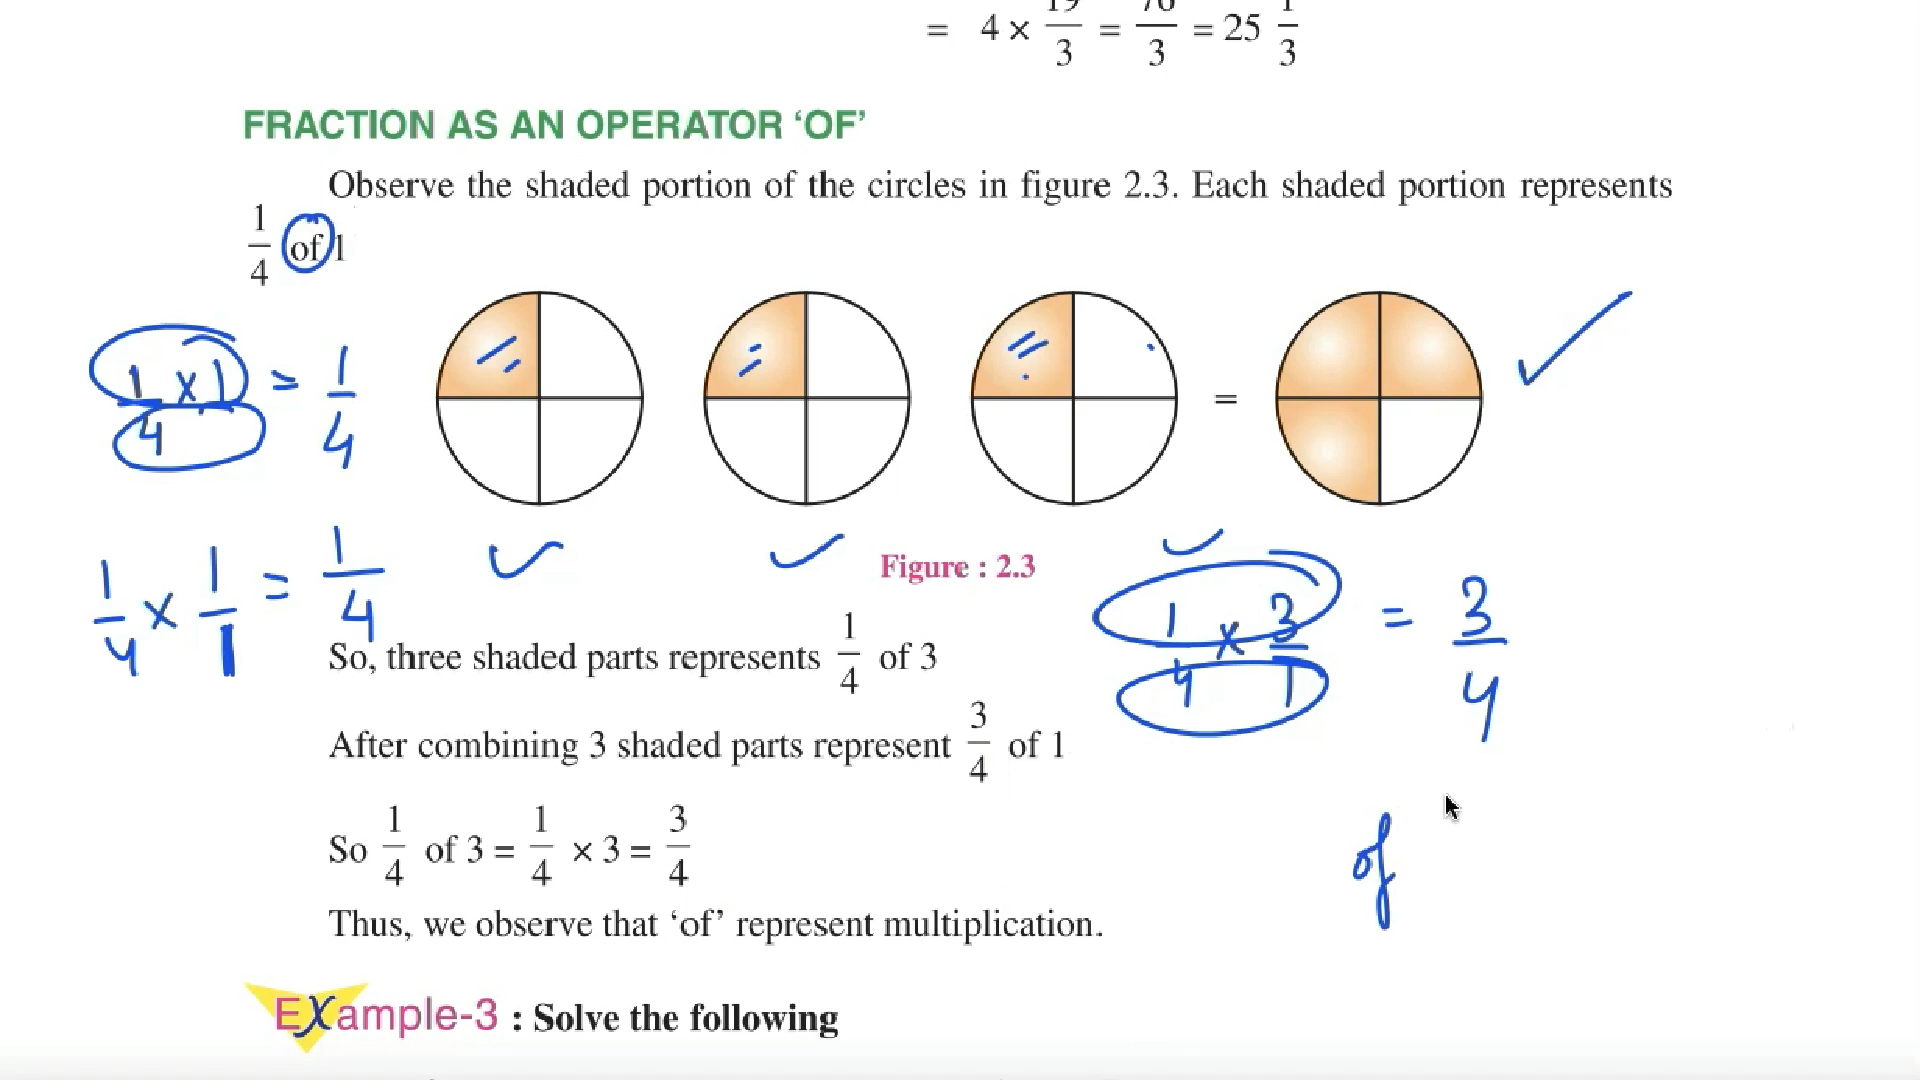 = 4 × 19/3 = 76/3 = 25 1/3
FRACTION AS AN OPERATOR ‘OF’
Observe the shaded portion of the circles in figure 2.3. Each shaded portion represents
1/4 of 1
1/4 × 1 = 1/4
=
1/4 × 1/1 = 1/4
Figure : 2.3
1/4 × 3/1 = 3/4
So, three shaded parts represents 1/4 of 3
After combining 3 shaded parts represent 3/4 of 1
So 1/4 of 3 = 1/4 × 3 = 3/4
of
Thus, we observe that ‘of’ represent multiplication.
EXample-3 : Solve the following